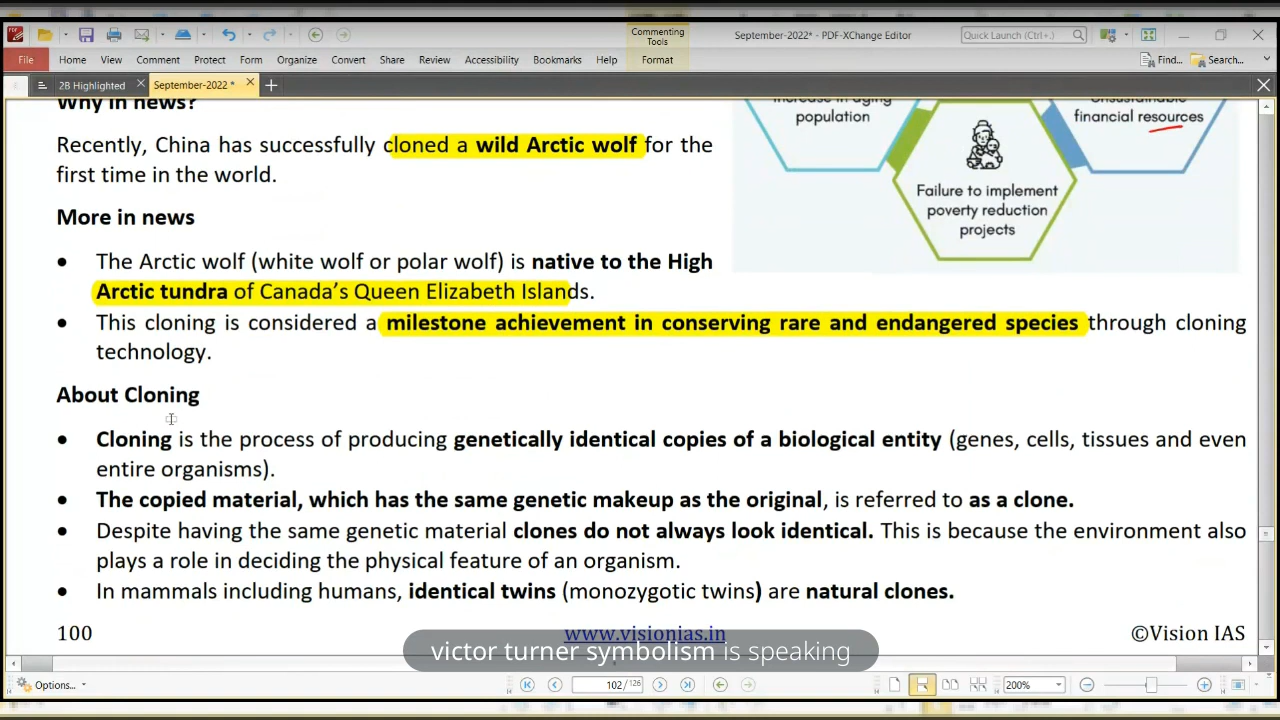 Commenting Tools
September-2022* - PDF-XChange Editor
Quick Launch (Ctrl+.)
File Home View Comment Protect Form Organize Convert Share Review Accessibility Bookmarks Help Format Find... Search...
2B Highlighted September-2022 *
Why in news?
Recently, China has successfully cloned a wild Arctic wolf for the
first time in the world.
More in news
• The Arctic wolf (white wolf or polar wolf) is native to the High
Arctic tundra of Canada's Queen Elizabeth Islands.
• This cloning is considered a milestone achievement in conserving rare and endangered species through cloning
technology.
increase in aging
population
Unsustainable
financial resources
Failure to implement
poverty reduction
projects
About Cloning
• Cloning is the process of producing genetically identical copies of a biological entity (genes, cells, tissues and even
entire organisms).
• The copied material, which has the same genetic makeup as the original, is referred to as a clone.
• Despite having the same genetic material clones do not always look identical. This is because the environment also
plays a role in deciding the physical feature of an organism.
• In mammals including humans, identical twins (monozygotic twins) are natural clones.
100 www.visionias.in ©Vision IAS
victor turner symbolism is speaking
Options... 102 /126 200%